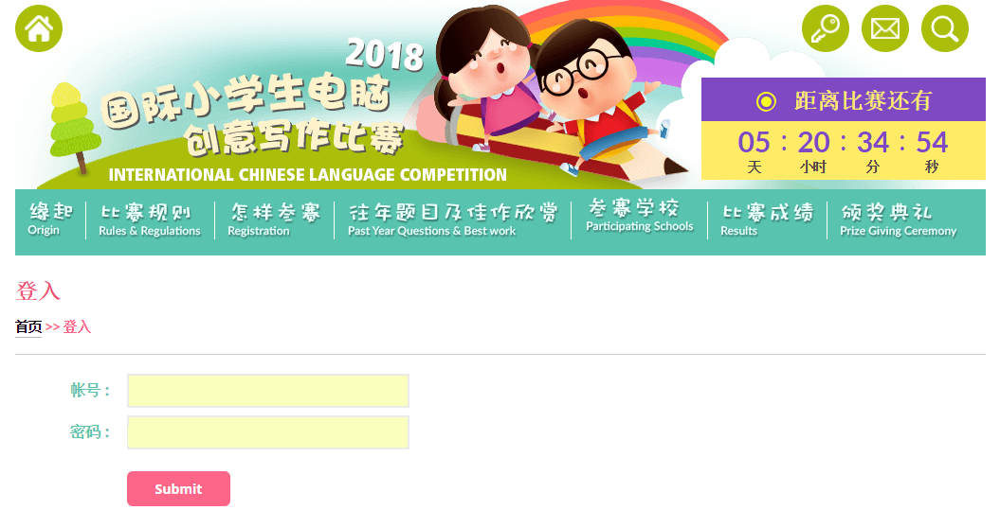 2018
国际小学生电脑
创意写作比赛
INTERNATIONAL CHINESE LANGUAGE COMPETITION
距离比赛还有
05 : 20 : 34 : 54
天 小时 分 秒
缘起 比赛规则 怎样参赛 往年题目及佳作欣赏 参赛学校 比赛成绩 颁奖典礼
Origin Rules & Regulations Registration Past Year Questions & Best work Participating Schools Results Prize Giving Ceremony
登入
首页 >> 登入
帐号 :
密码 :
Submit